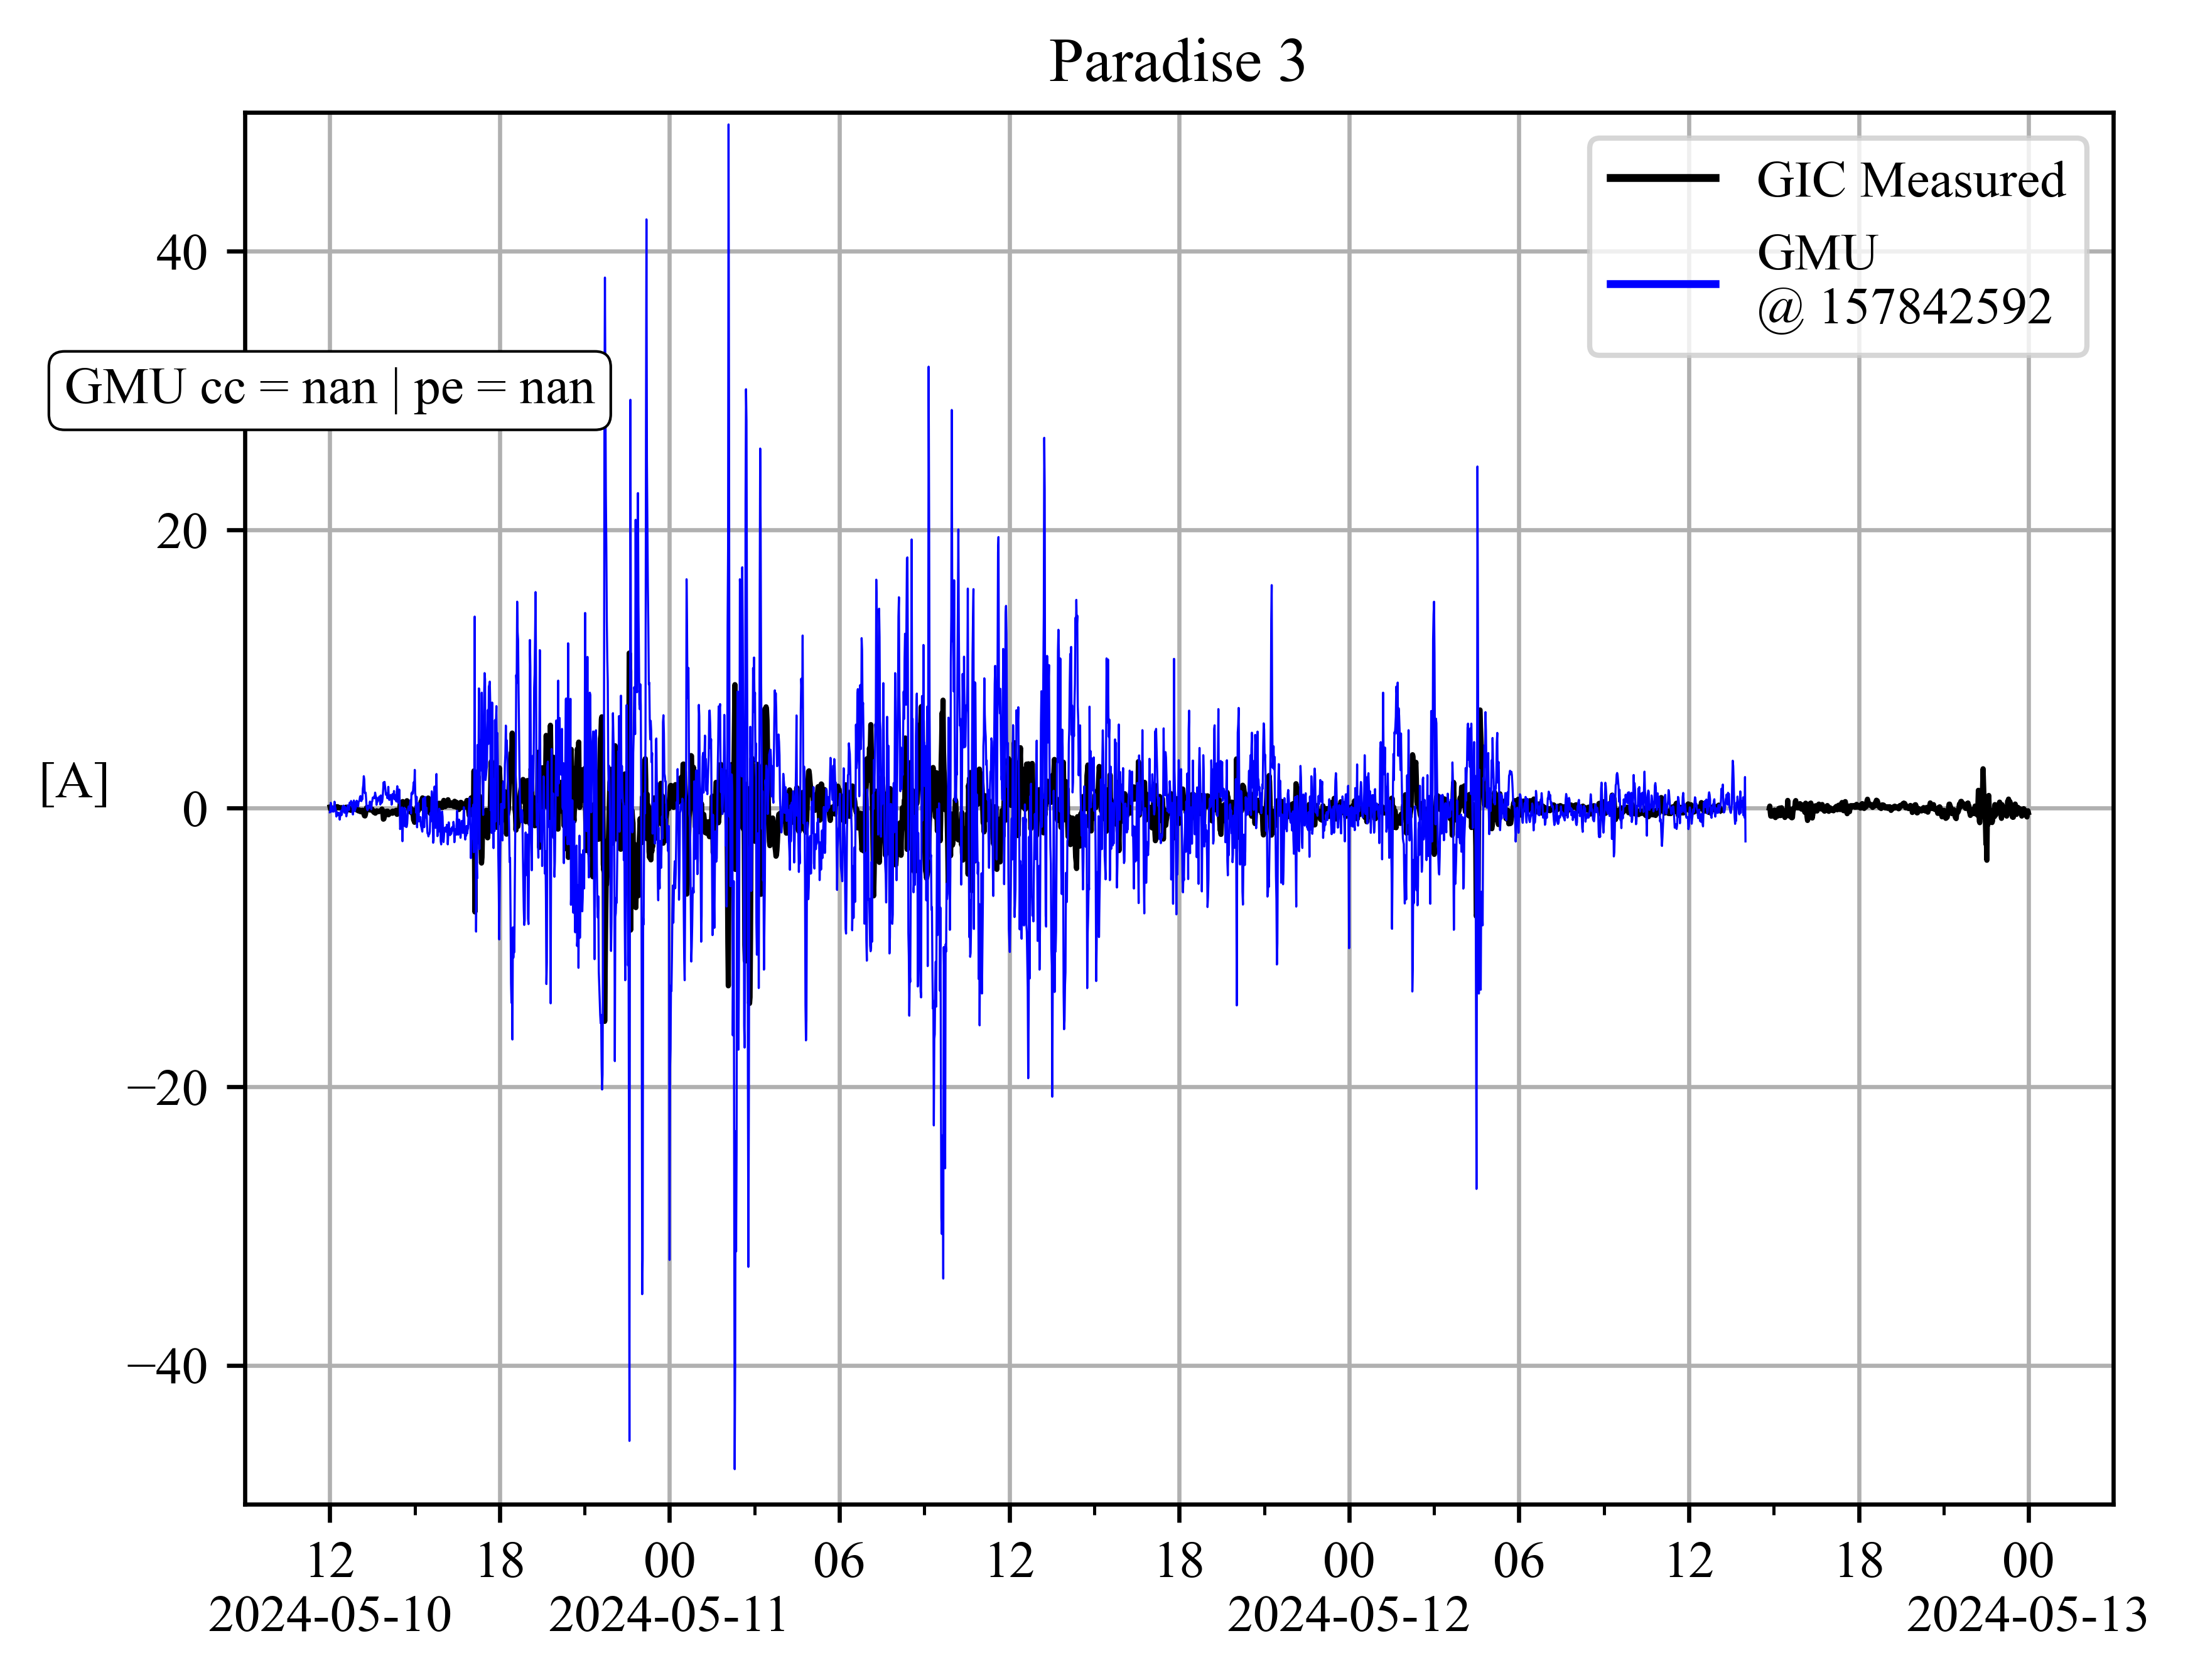 Paradise 3
GIC Measured
GMU
@ 157842592
40
GMU cc = nan | pe = nan
20
[A]
0
−20
−40
12 18 00 06 12 18 00 06 12 18 00
2024-05-10 2024-05-11 2024-05-12 2024-05-13